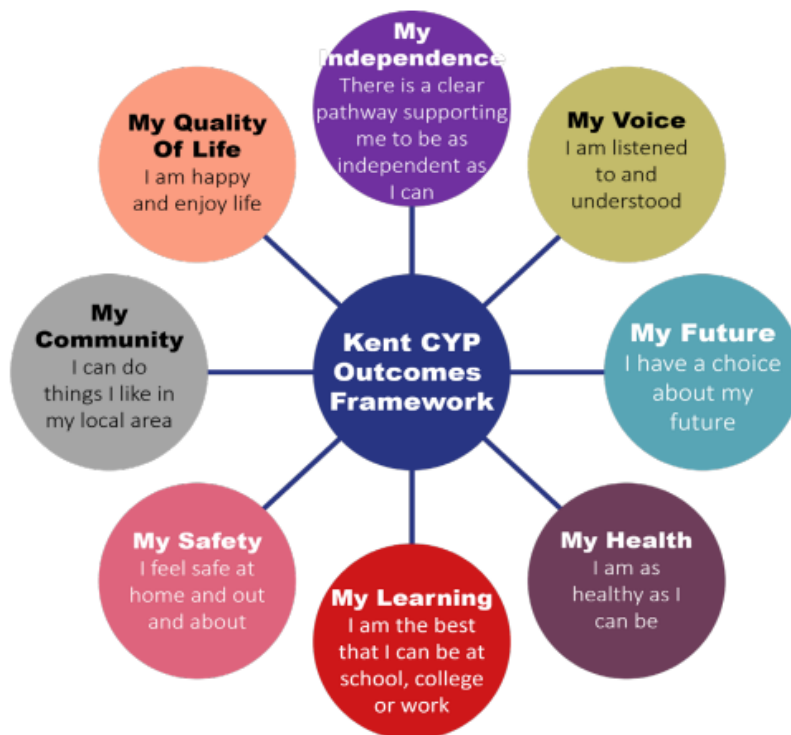 My
Independence
There is a clear
pathway supporting
me to be as
independent as
I can
My Voice
I am listened
to and
understood
My Future
I have a choice
about my
future
My Health
I am as
healthy as I
can be
My Learning
I am the best
that I can be at
school, college
or work
My Safety
I feel safe at
home and out
and about
My
Community
I can do
things I like in
my local area
My Quality
Of Life
I am happy
and enjoy life
Kent CYP
Outcomes
Framework